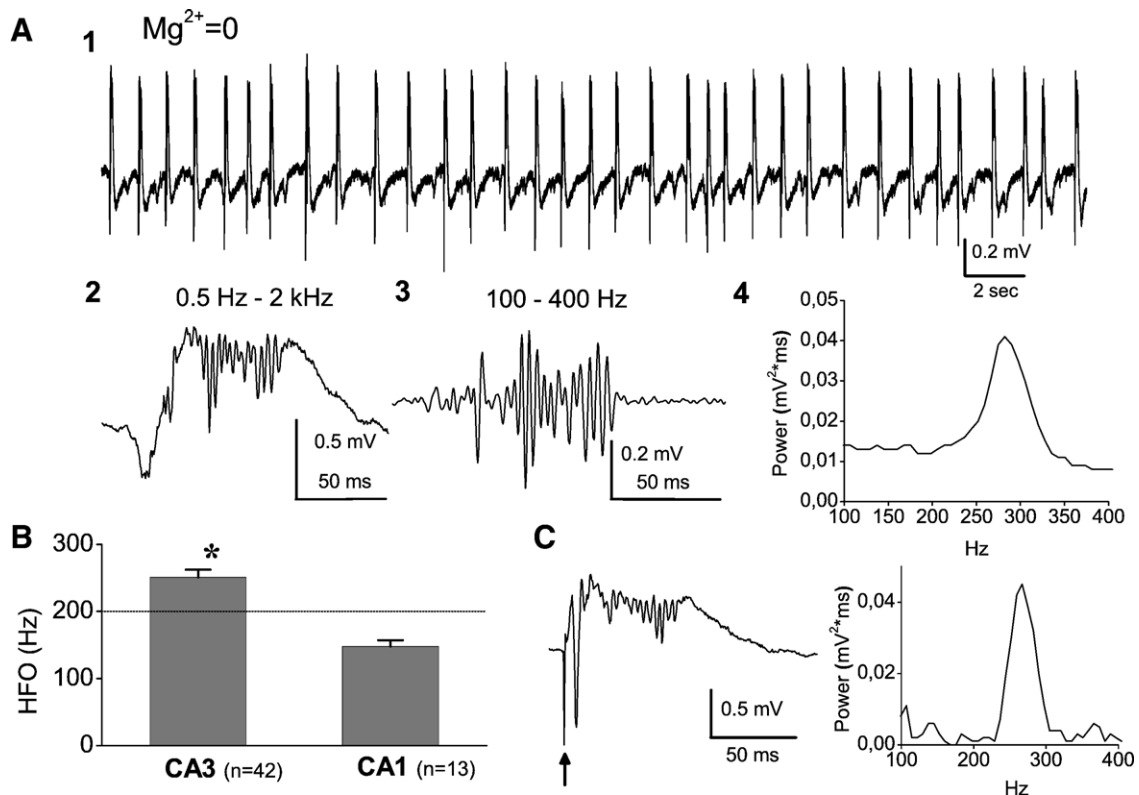 A
1
Mg2+=0
0.2 mV
2 sec
2
0.5 Hz - 2 kHz
0.5 mV
50 ms
3
100 - 400 Hz
0.2 mV
50 ms
4
0,05
0,04
0,03
0,02
0,01
0,00
Power (mV2*ms)
100 150 200 250 300 350 400
Hz
B
300
200
100
0
HFO (Hz)
*
CA3 (n=42)
CA1 (n=13)
C
0.5 mV
50 ms
0,04
0,02
0,00
Power (mV2*ms)
100 200 300 400
Hz